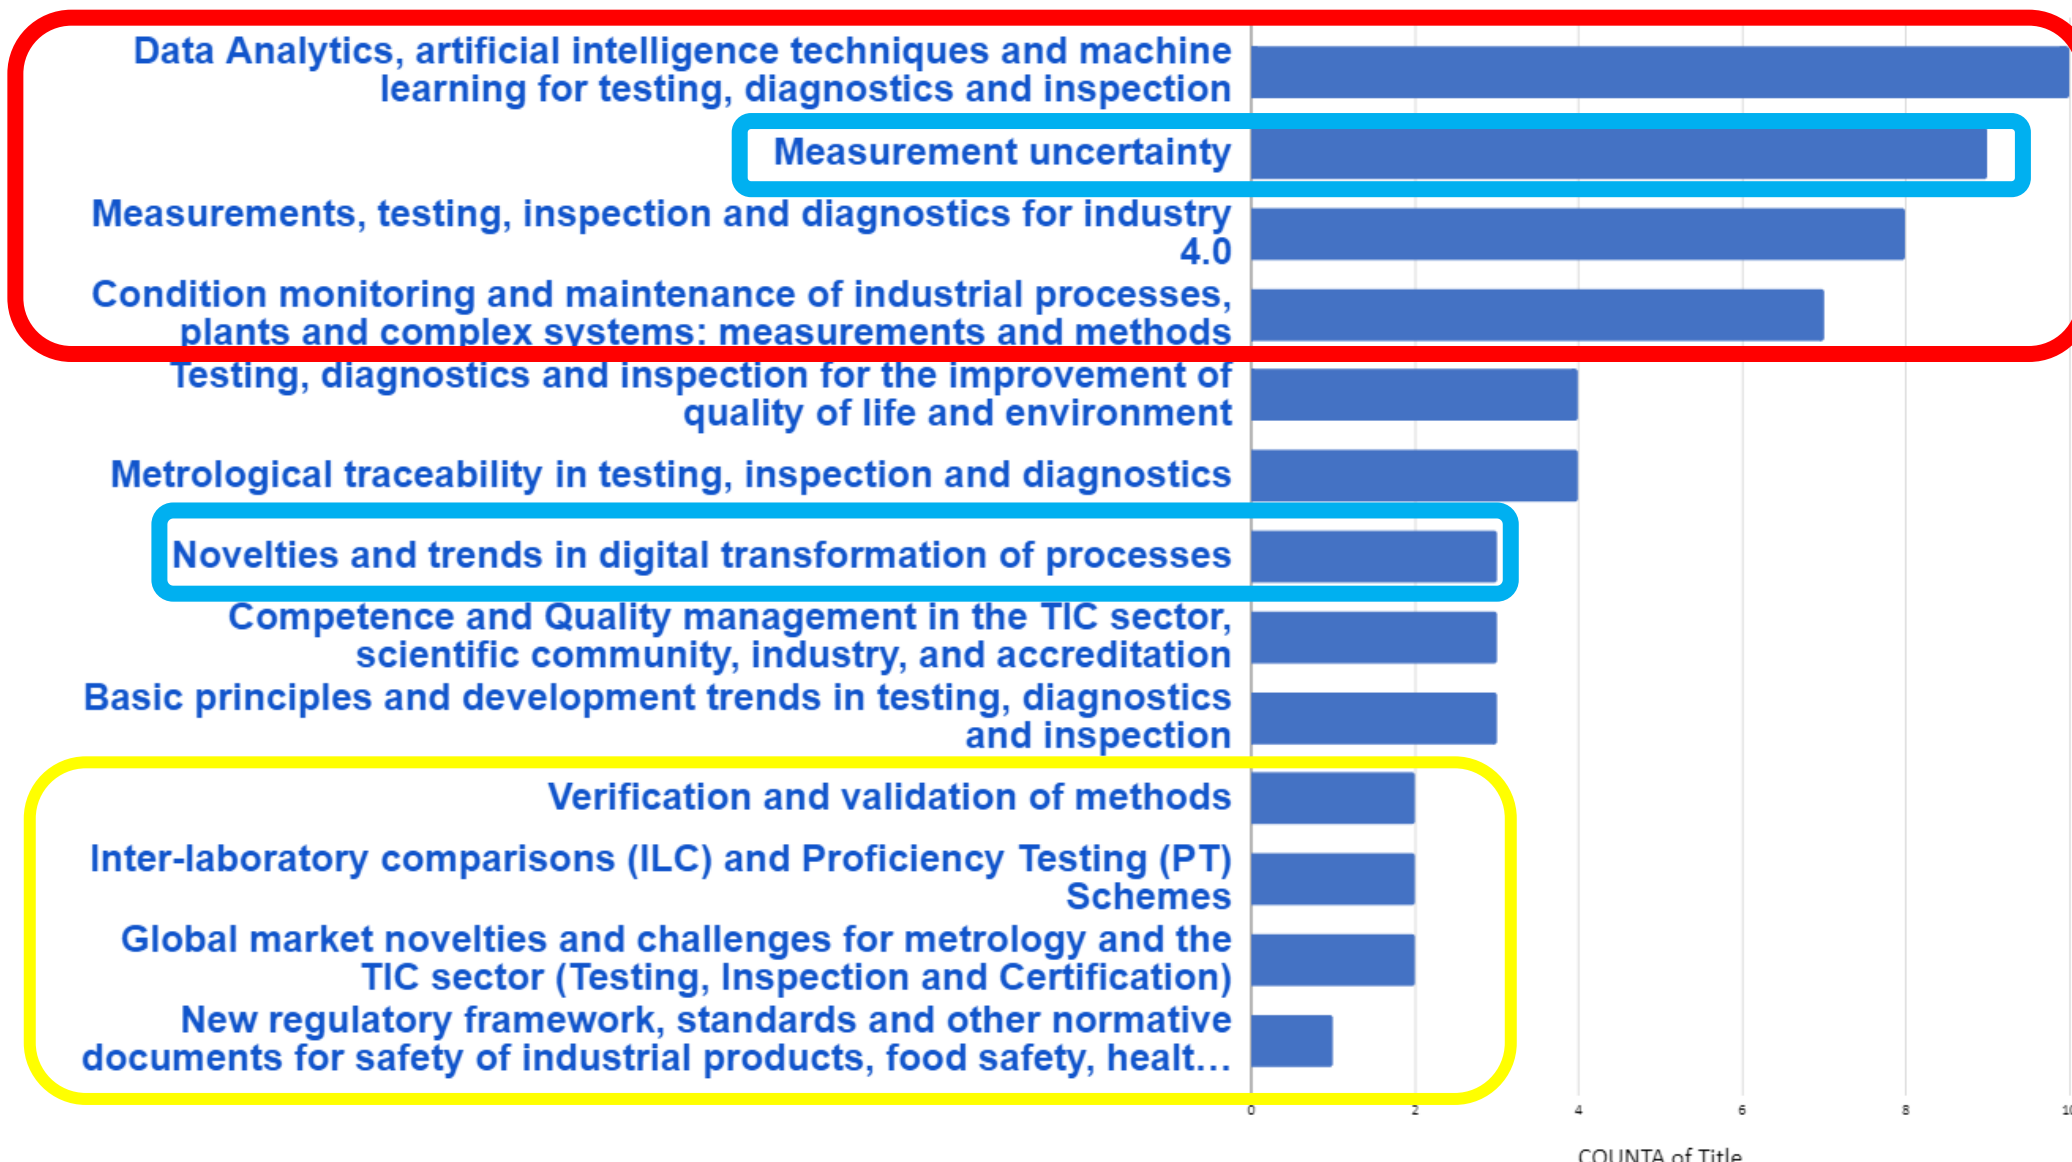 Data Analytics, artificial intelligence techniques and machine
learning for testing, diagnostics and inspection
Measurement uncertainty
Measurements, testing, inspection and diagnostics for industry
4.0
Condition monitoring and maintenance of industrial processes,
plants and complex systems: measurements and methods
Testing, diagnostics and inspection for the improvement of
quality of life and environment
Metrological traceability in testing, inspection and diagnostics
Novelties and trends in digital transformation of processes
Competence and Quality management in the TIC sector,
scientific community, industry, and accreditation
Basic principles and development trends in testing, diagnostics
and inspection
Verification and validation of methods
Inter-laboratory comparisons (ILC) and Proficiency Testing (PT)
Schemes
Global market novelties and challenges for metrology and the
TIC sector (Testing, Inspection and Certification)
New regulatory framework, standards and other normative
documents for safety of industrial products, food safety, healt...
0 2 4 6 8 10
COUNTA of Title